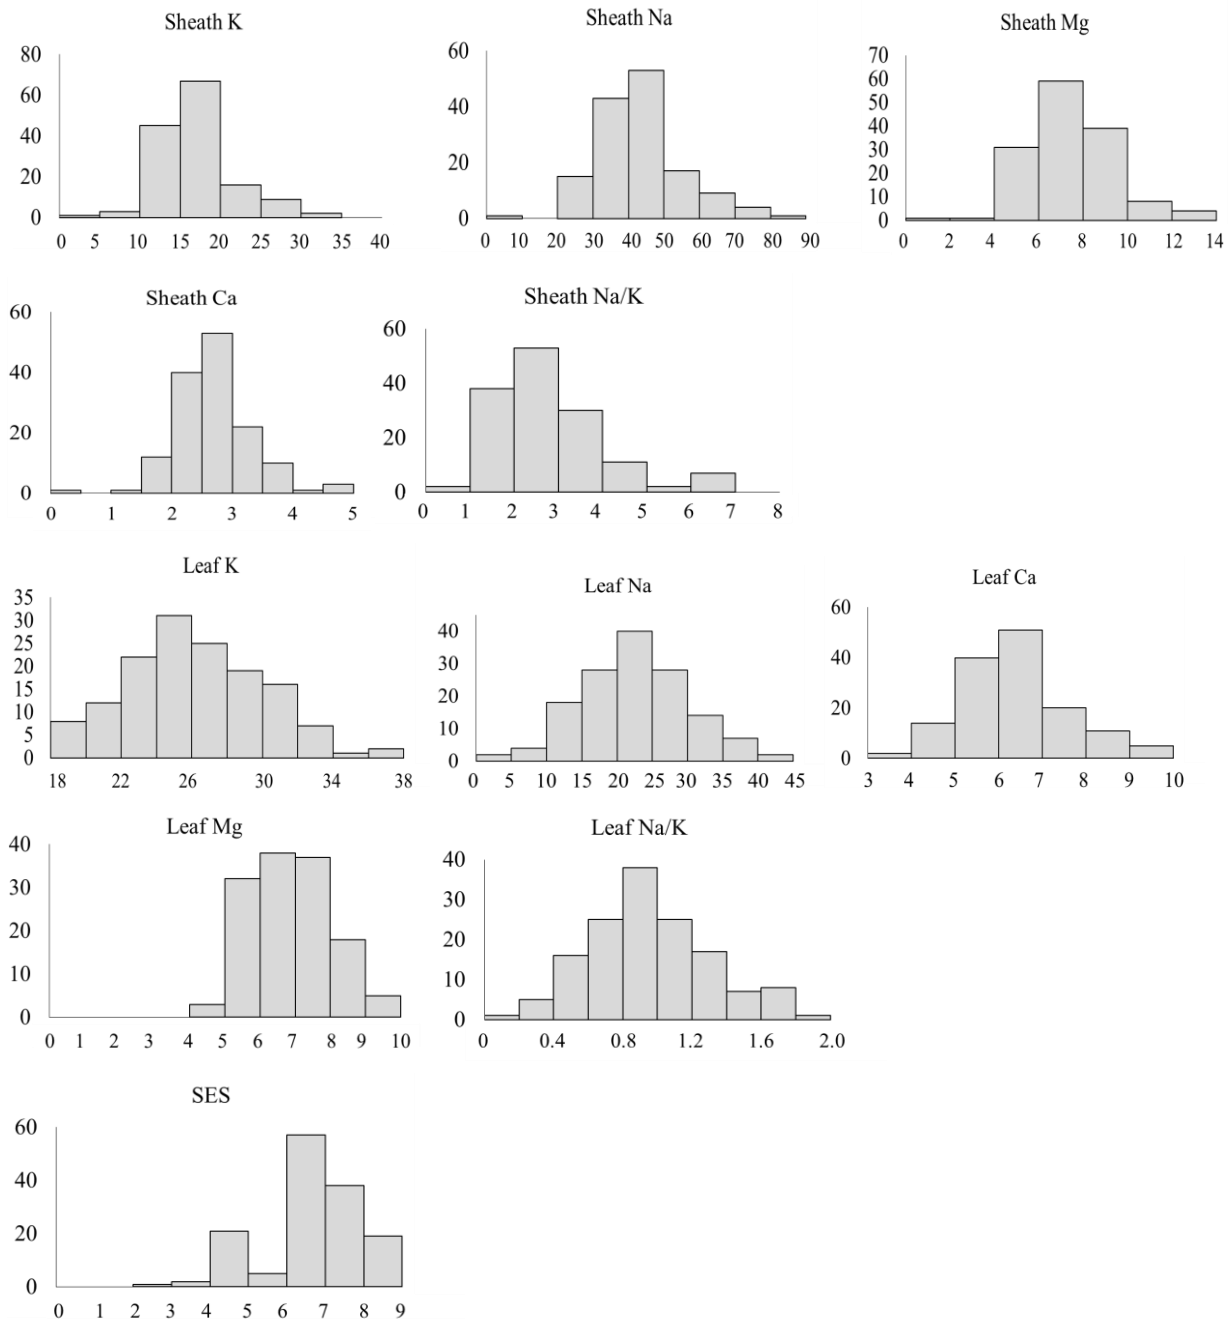 Sheath K
80
60
40
20
0
0 5 10 15 20 25 30 35 40
Sheath Na
60
40
20
0
0 10 20 30 40 50 60 70 80 90
Sheath Mg
70
60
50
40
30
20
10
0
0 2 4 6 8 10 12 14
Sheath Ca
60
40
20
0
0 1 2 3 4 5
Sheath Na/K
60
40
20
0
0 1 2 3 4 5 6 7 8
Leaf K
35
30
25
20
15
10
5
0
18 22 26 30 34 38
Leaf Na
40
30
20
10
0
0 5 10 15 20 25 30 35 40 45
Leaf Ca
60
40
20
0
3 4 5 6 7 8 9 10
Leaf Mg
40
30
20
10
0
0 1 2 3 4 5 6 7 8 9 10
Leaf Na/K
40
30
20
10
0
0 0.4 0.8 1.2 1.6 2.0
SES
60
40
20
0
0 1 2 3 4 5 6 7 8 9